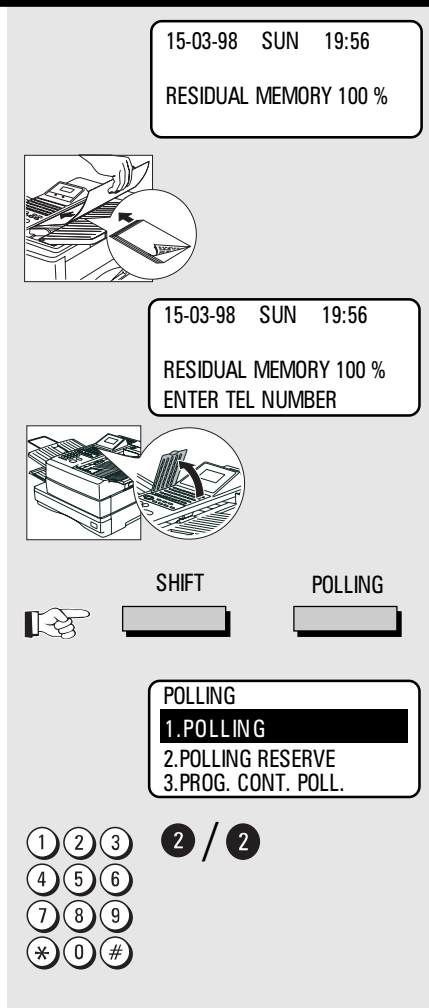 15-03-98 SUN 19:56
RESIDUAL MEMORY 100 %
15-03-98 SUN 19:56
RESIDUAL MEMORY 100 %
ENTER TEL NUMBER
SHIFT POLLING
POLLING
1.POLLING
2.POLLING RESERVE
3.PROG. CONT. POLL.
1 2 3 2 / 2
4 5 6
7 8 9
* 0 #